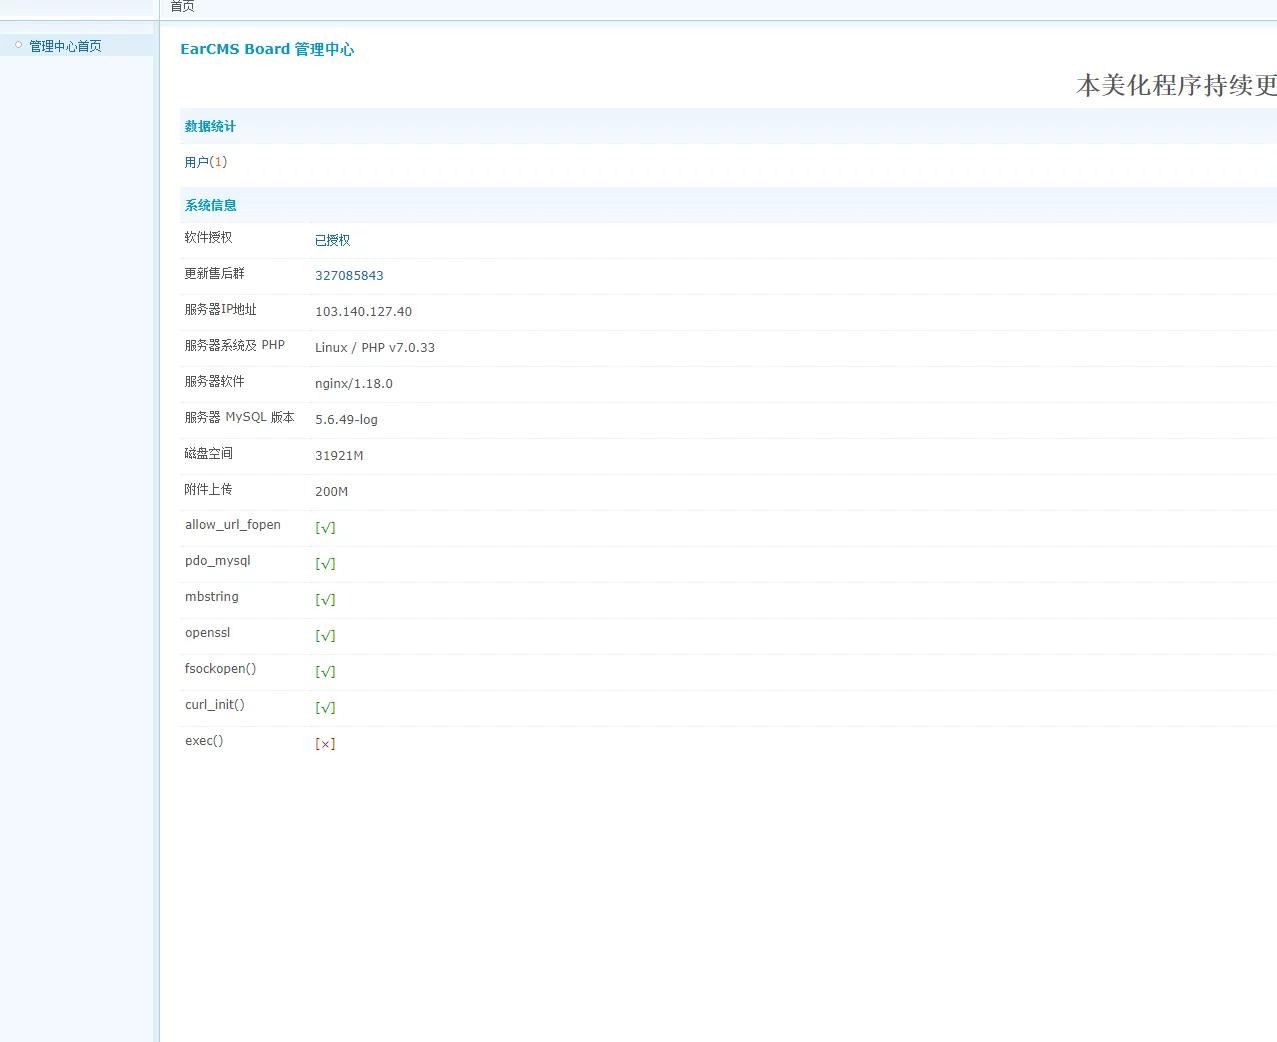 首页
管理中心首页
EarCMS Board 管理中心
本美化程序持续更
数据统计
用户(1)
系统信息
软件授权 已授权
更新售后群 327085843
服务器IP地址 103.140.127.40
服务器系统及 PHP Linux / PHP v7.0.33
服务器软件 nginx/1.18.0
服务器 MySQL 版本 5.6.49-log
磁盘空间 31921M
附件上传 200M
allow_url_fopen [√]
pdo_mysql [√]
mbstring [√]
openssl [√]
fsockopen() [√]
curl_init() [√]
exec() [×]